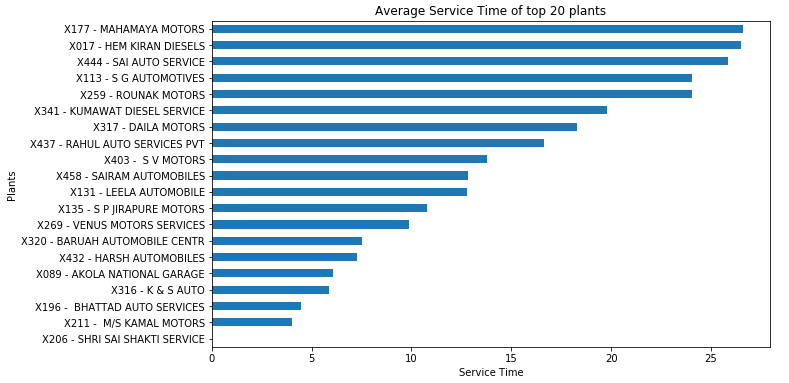 Average Service Time of top 20 plants
X177 - MAHAMAYA MOTORS
X017 - HEM KIRAN DIESELS
X444 - SAI AUTO SERVICE
X113 - S G AUTOMOTIVES
X259 - ROUNAK MOTORS
X341 - KUMAWAT DIESEL SERVICE
X317 - DAILA MOTORS
X437 - RAHUL AUTO SERVICES PVT
X403 -  S V MOTORS
X458 - SAIRAM AUTOMOBILES
X131 - LEELA AUTOMOBILE
X135 - S P JIRAPURE MOTORS
X269 - VENUS MOTORS SERVICES
X320 - BARUAH AUTOMOBILE CENTR
X432 - HARSH AUTOMOBILES
X089 - AKOLA NATIONAL GARAGE
X316 - K & S AUTO
X196 -  BHATTAD AUTO SERVICES
X211 -  M/S KAMAL MOTORS
X206 - SHRI SAI SHAKTI SERVICE
Plants
0 5 10 15 20 25
Service Time